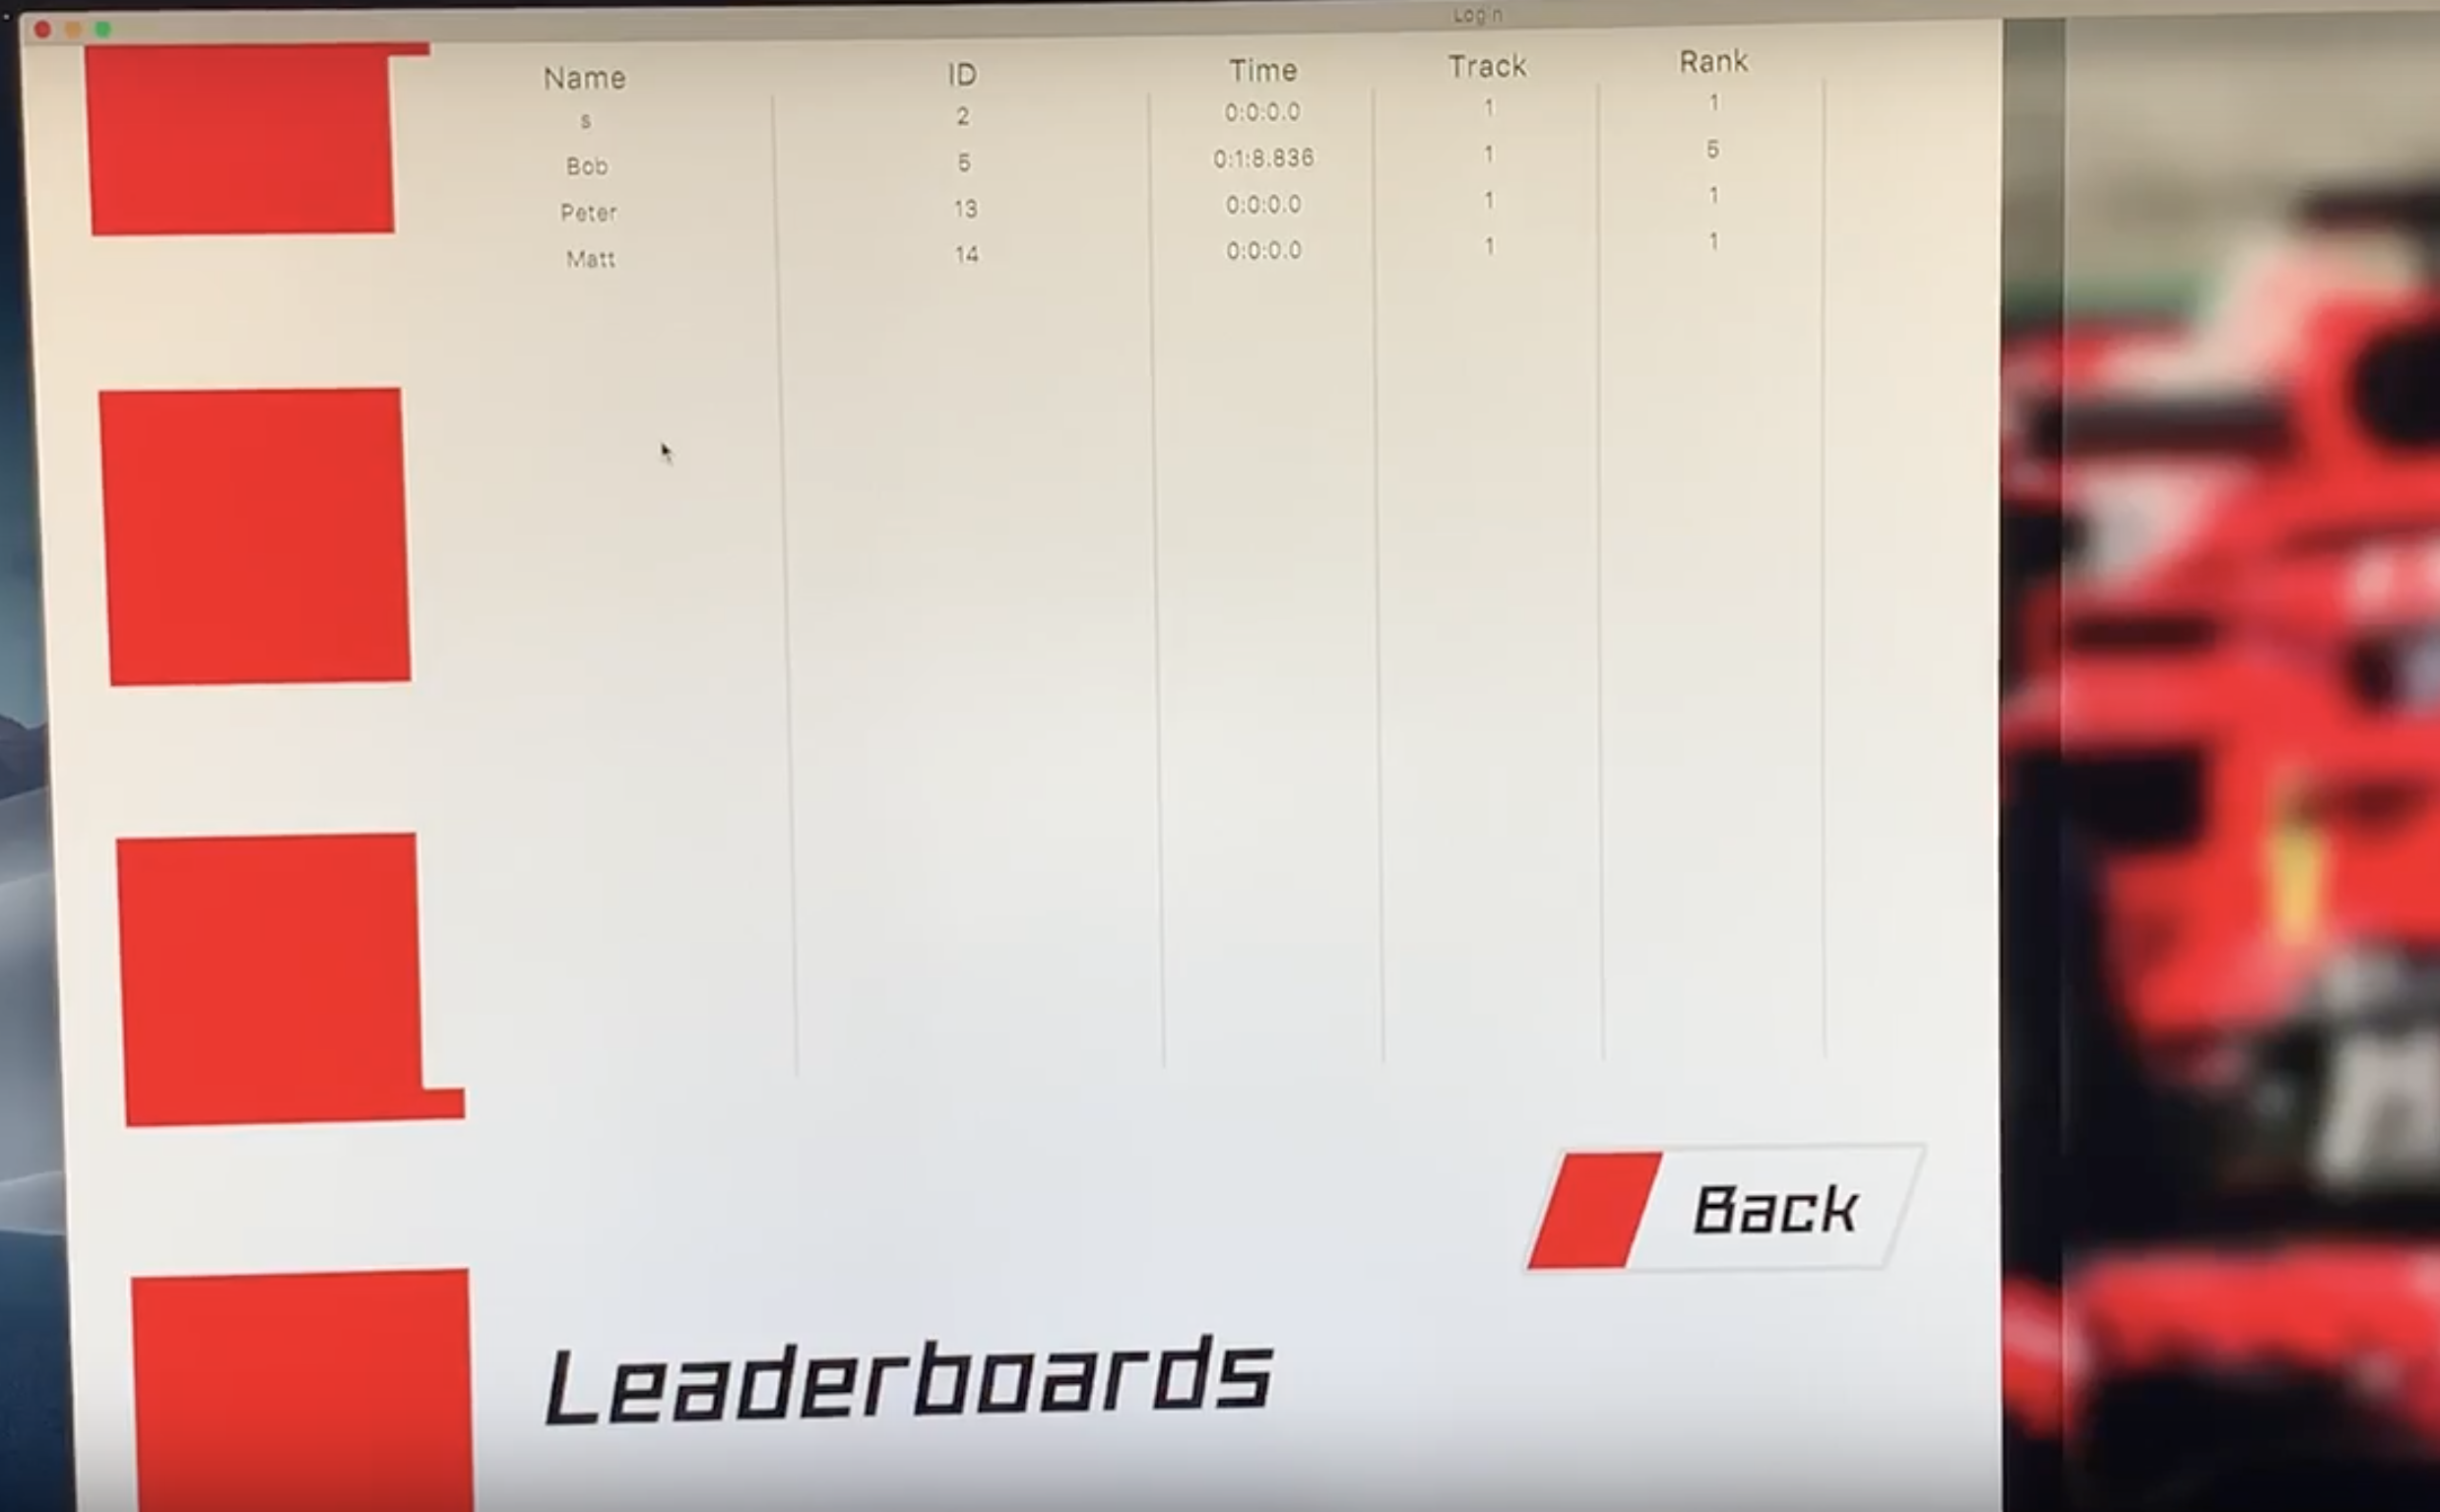 Login
Name ID Time Track Rank
s 2 0:0:0.0 1 1
Bob 5 0:1:8.836 1 5
Peter 13 0:0:0.0 1 1
Matt 14 0:0:0.0 1 1
Back
Leaderboards